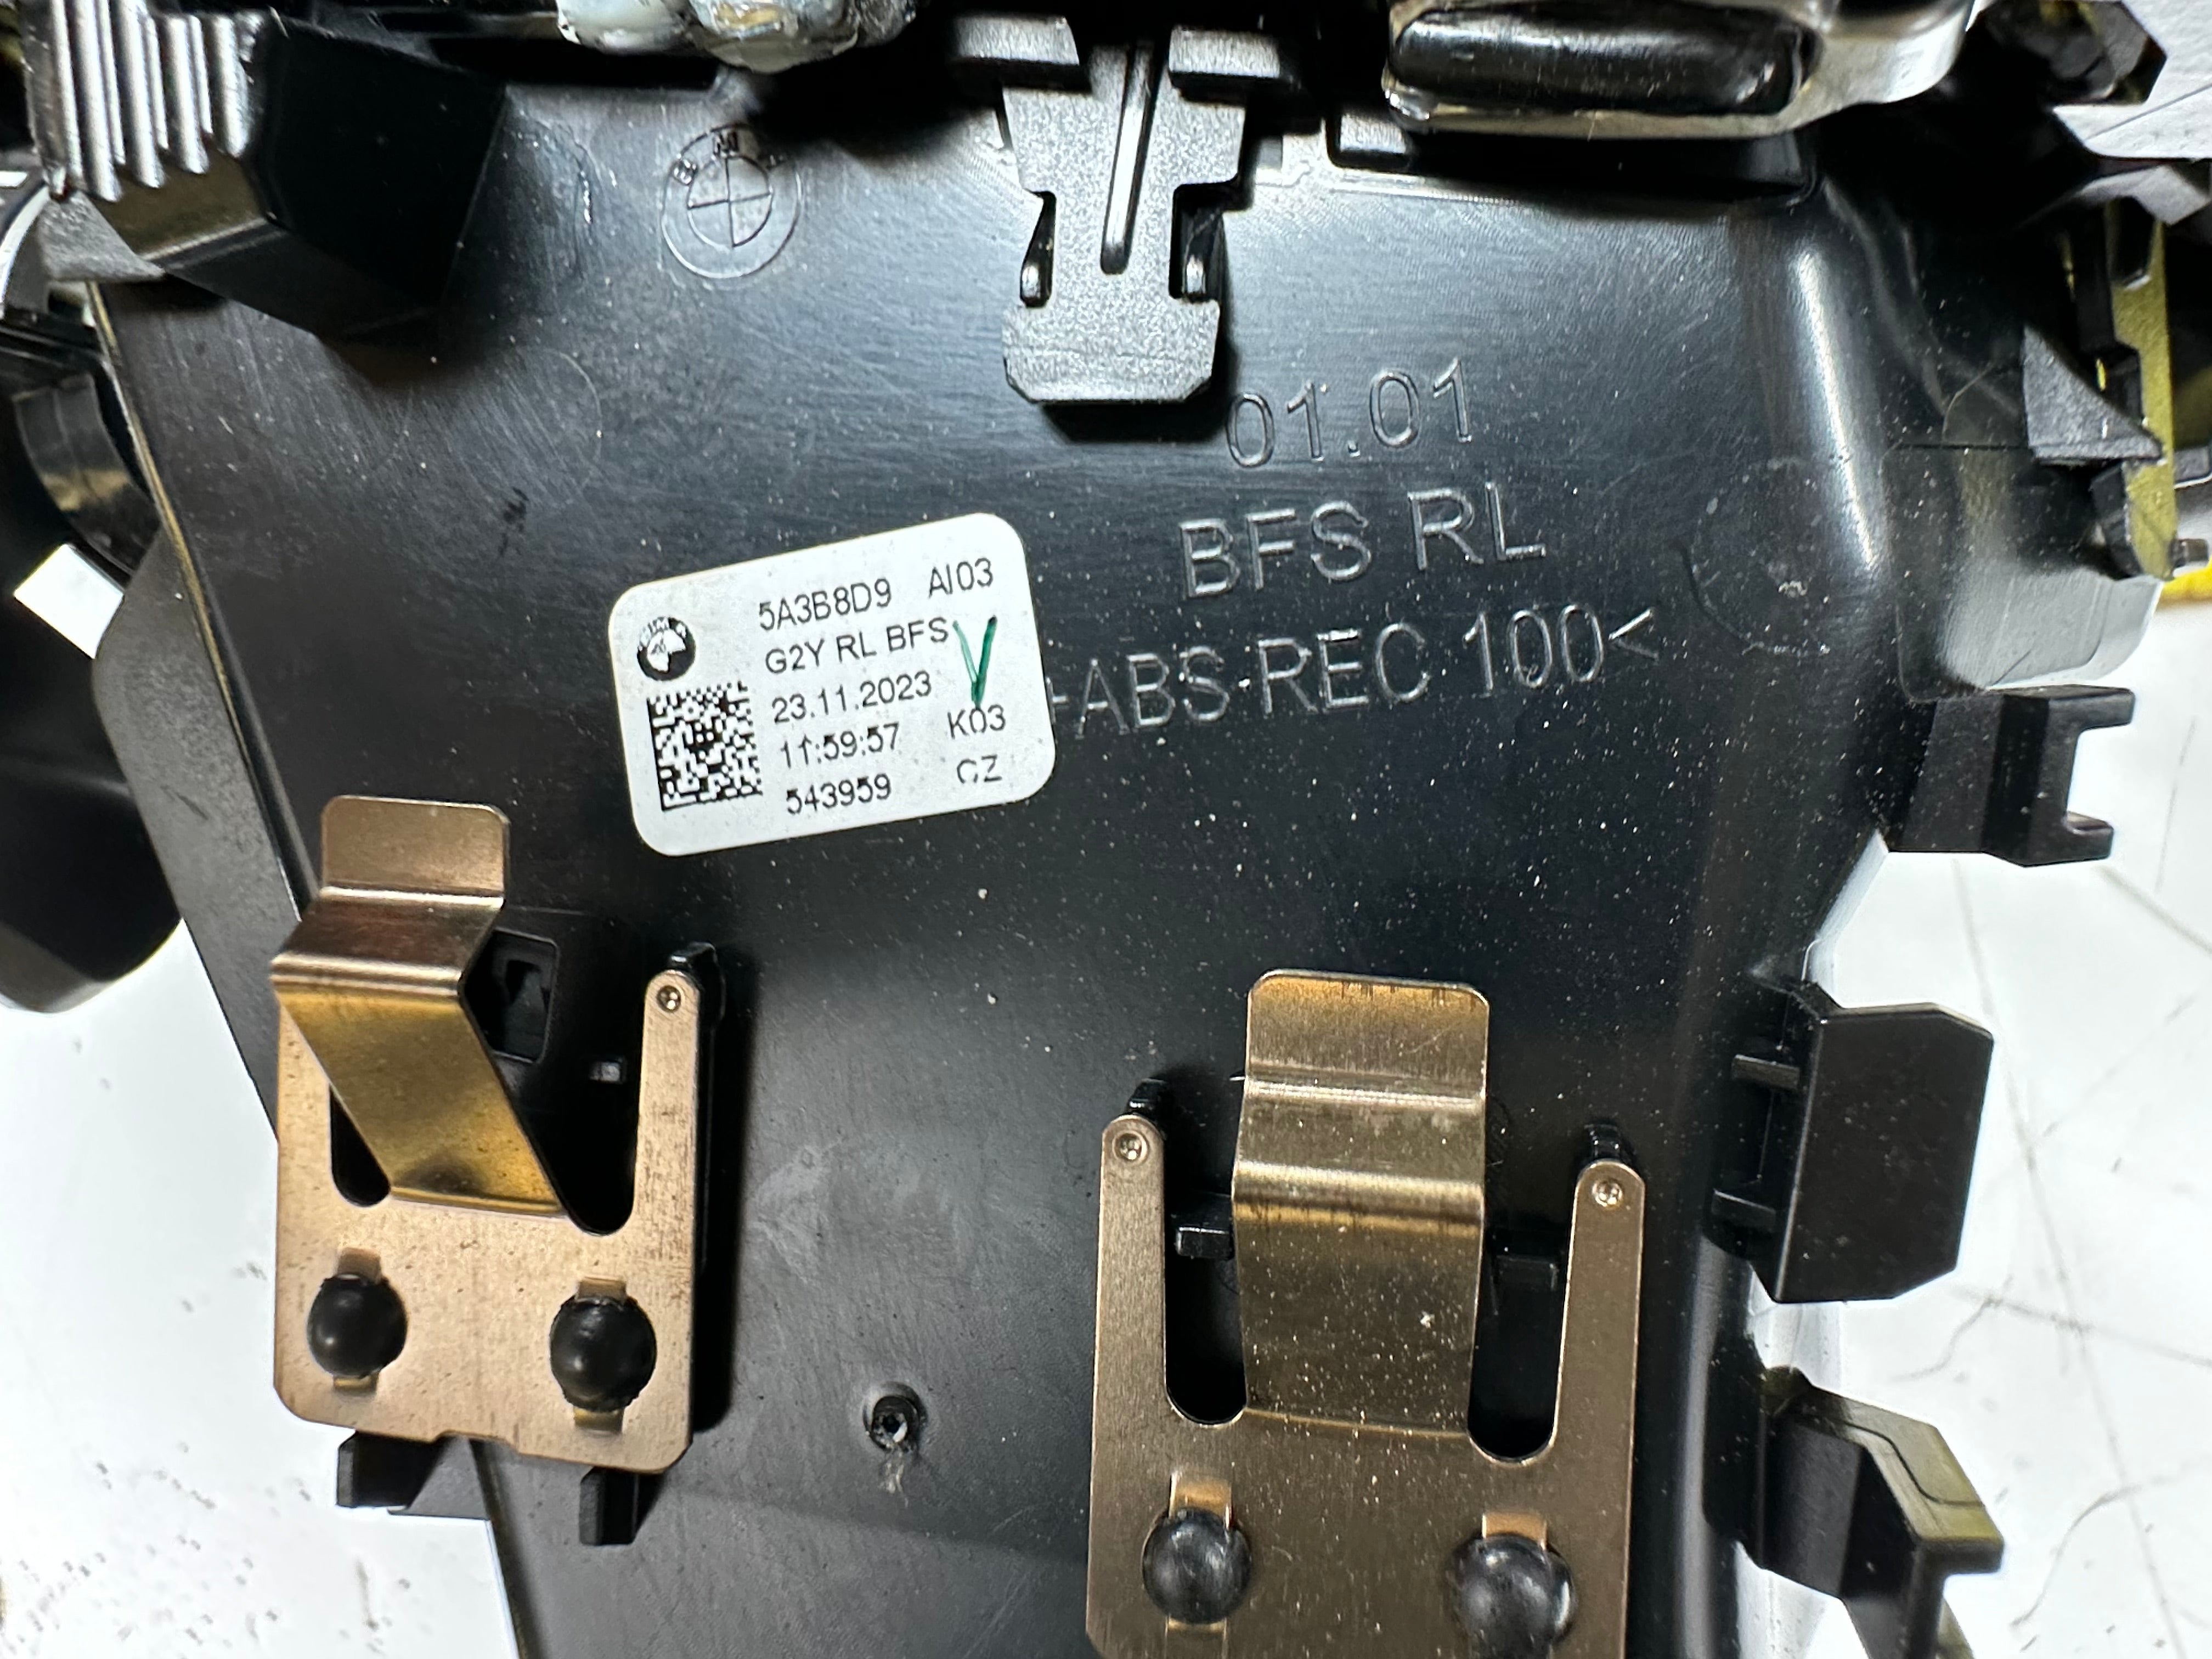 BMW
01.01
BFS RL
>ABS-REC 100<
5A3B8D9 AI03
G2Y RL BFS
23.11.2023
11:59:57 K03
543959 CZ